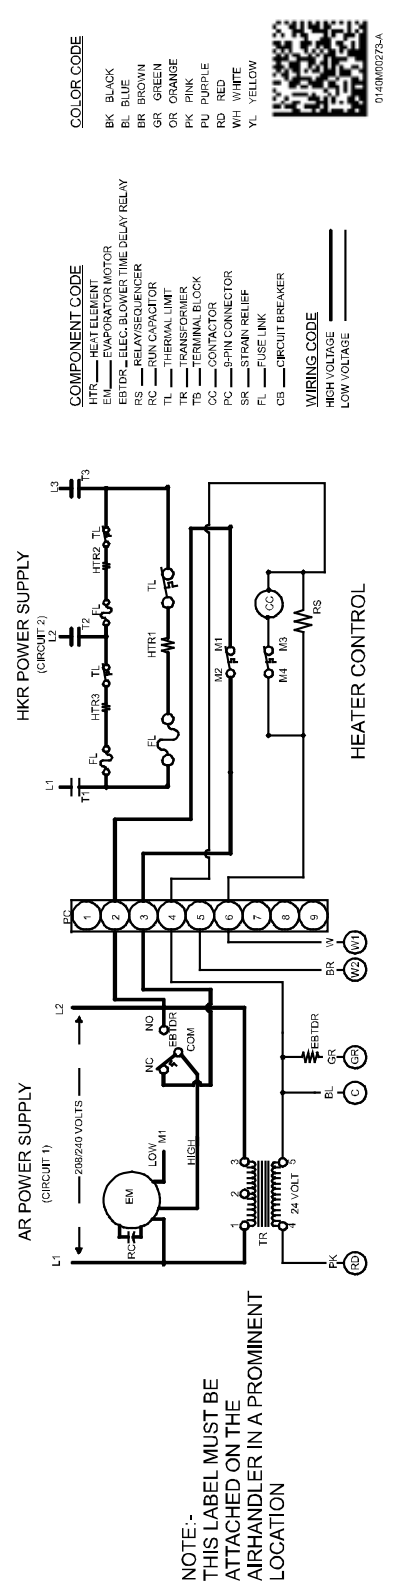 NOTE:-
THIS LABEL MUST BE
ATTACHED ON THE
AIRHANDLER IN A PROMINENT
LOCATION
AR POWER SUPPLY
(CIRCUIT 1)
L1
208/240 VOLTS
L2
RC
EM
LOW
M1
HIGH
NC
NO
EBTDR
COM
1
2
3
TR
24 VOLT
4
5
PK
RD
BL
C
GR
GR
EBTDR
BR
W2
W
W1
PC
1
2
3
4
5
6
7
8
9
HKR POWER SUPPLY
(CIRCUIT 2)
L1
L2
L3
T1
T2
T3
FL
HTR3
TL
FL
HTR2
TL
FL
HTR1
TL
M2
M1
M4
M3
CC
RS
HEATER CONTROL
COMPONENT CODE
HTR HEAT ELEMENT
EM EVAPORATOR MOTOR
EBTDR ELEC. BLOWER TIME DELAY RELAY
RS RELAY/SEQUENCER
RC RUN CAPACITOR
TL THERMAL LIMIT
TR TRANSFORMER
TB TERMINAL BLOCK
CC CONTACTOR
PC 9-PIN CONNECTOR
SR STRAIN RELIEF
FL FUSE LINK
CB CIRCUIT BREAKER
WIRING CODE
HIGH VOLTAGE
LOW VOLTAGE
COLOR CODE
BK BLACK
BL BLUE
BR BROWN
GR GREEN
OR ORANGE
PK PINK
PU PURPLE
RD RED
WH WHITE
YL YELLOW
0140M00273-A